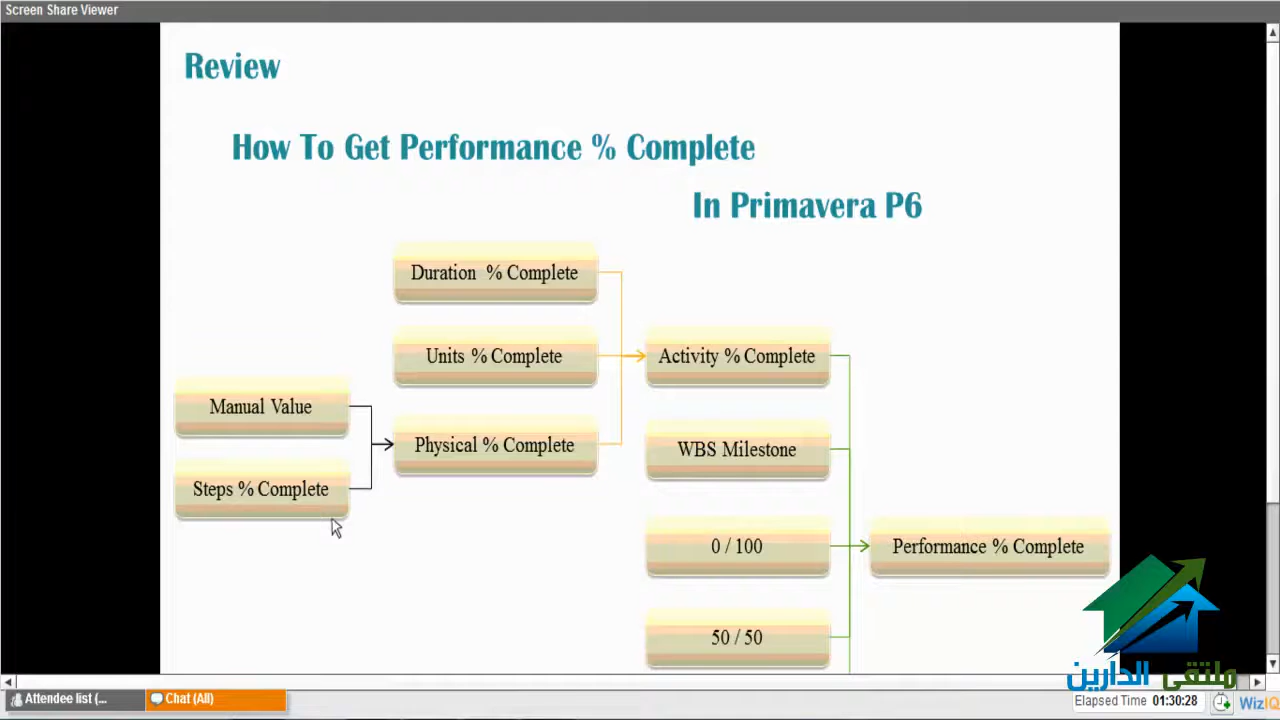 Screen Share Viewer
Review
How To Get Performance % Complete
In Primavera P6
Duration % Complete
Units % Complete
Activity % Complete
Manual Value
Physical % Complete
WBS Milestone
Steps % Complete
0 / 100
Performance % Complete
50 / 50
ملتقى الدارين
Attendee list (...
Chat (All)
Elapsed Time 01:30:28
WizIQ